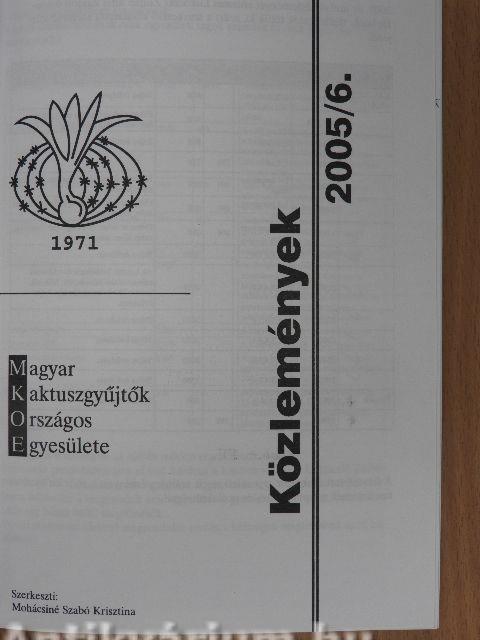 1971
Magyar
Kaktuszgyűjtők
Országos
Egyesülete
Közlemények
2005/6.
Szerkeszti:
Mohácsiné Szabó Krisztina